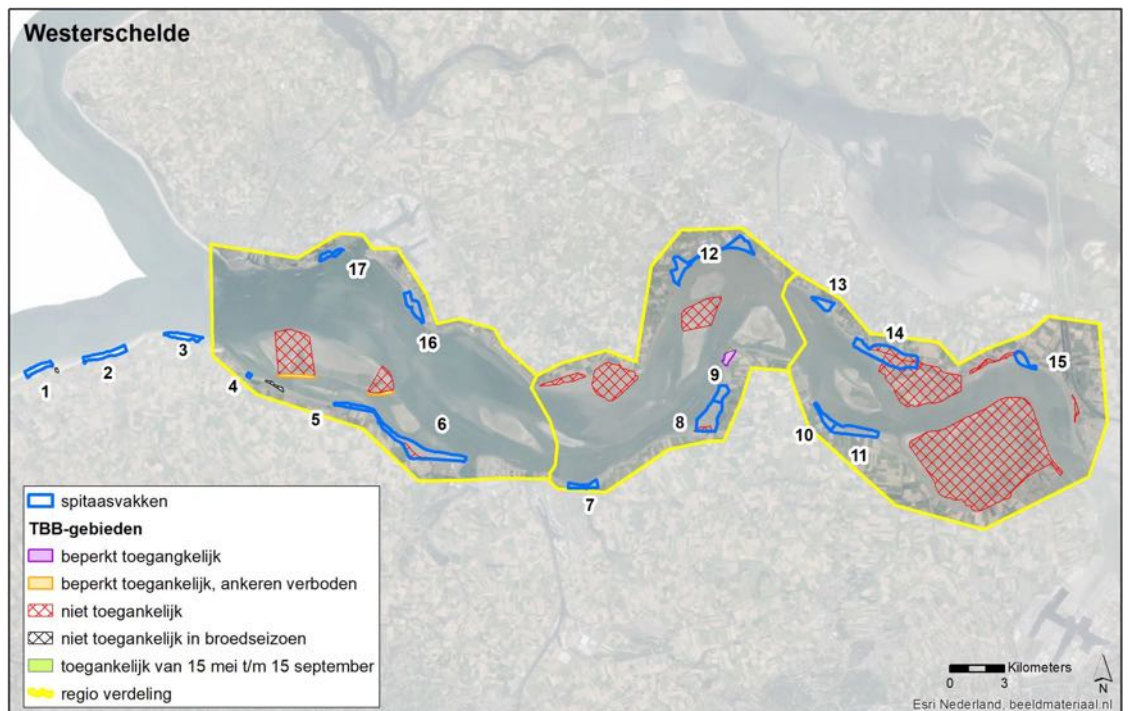 Westerschelde
17
12
13
3
14
2
16
15
1
4
9
5
6
8
10
11
7
spitaasvakken
TBB-gebieden
beperkt toegangkelijk
beperkt toegankelijk, ankeren verboden
niet toegankelijk
niet toegankelijk in broedseizoen
toegankelijk van 15 mei t/m 15 september
regio verdeling
Kilometers
0 3
N
Esri Nederland, beeldmateriaal.nl